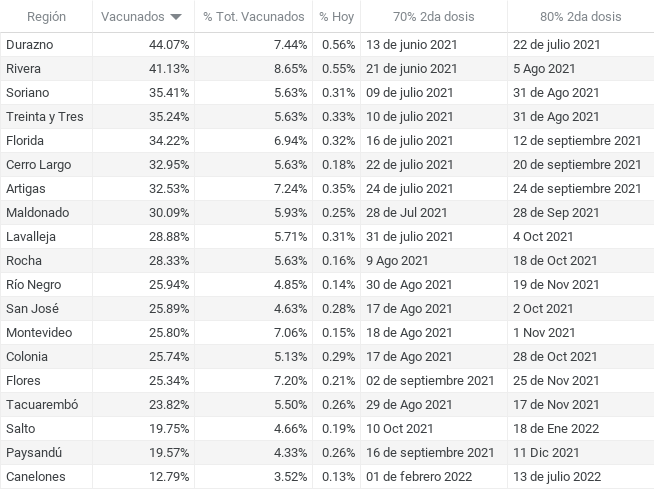 Región Vacunados % Tot. Vacunados % Hoy 70% 2da dosis 80% 2da dosis
Durazno 44.07% 7.44% 0.56% 13 de junio 2021 22 de julio 2021
Rivera 41.13% 8.65% 0.55% 21 de junio 2021 5 Ago 2021
Soriano 35.41% 5.63% 0.31% 09 de julio 2021 31 de Ago 2021
Treinta y Tres 35.24% 5.63% 0.33% 10 de julio 2021 31 de Ago 2021
Florida 34.22% 6.94% 0.32% 16 de julio 2021 12 de septiembre 2021
Cerro Largo 32.95% 5.63% 0.18% 22 de julio 2021 20 de septiembre 2021
Artigas 32.53% 7.24% 0.35% 24 de julio 2021 24 de septiembre 2021
Maldonado 30.09% 5.93% 0.25% 28 de Jul 2021 28 de Sep 2021
Lavalleja 28.88% 5.71% 0.31% 31 de julio 2021 4 Oct 2021
Rocha 28.33% 5.63% 0.16% 9 Ago 2021 18 de Oct 2021
Río Negro 25.94% 4.85% 0.14% 30 de Ago 2021 19 de Nov 2021
San José 25.89% 4.63% 0.28% 17 de Ago 2021 2 Oct 2021
Montevideo 25.80% 7.06% 0.15% 18 de Ago 2021 1 Nov 2021
Colonia 25.74% 5.13% 0.29% 17 de Ago 2021 28 de Oct 2021
Flores 25.34% 7.20% 0.21% 02 de septiembre 2021 25 de Nov 2021
Tacuarembó 23.82% 5.50% 0.26% 29 de Ago 2021 17 de Nov 2021
Salto 19.75% 4.66% 0.19% 10 Oct 2021 18 de Ene 2022
Paysandú 19.57% 4.33% 0.26% 16 de septiembre 2021 11 Dic 2021
Canelones 12.79% 3.52% 0.13% 01 de febrero 2022 13 de julio 2022